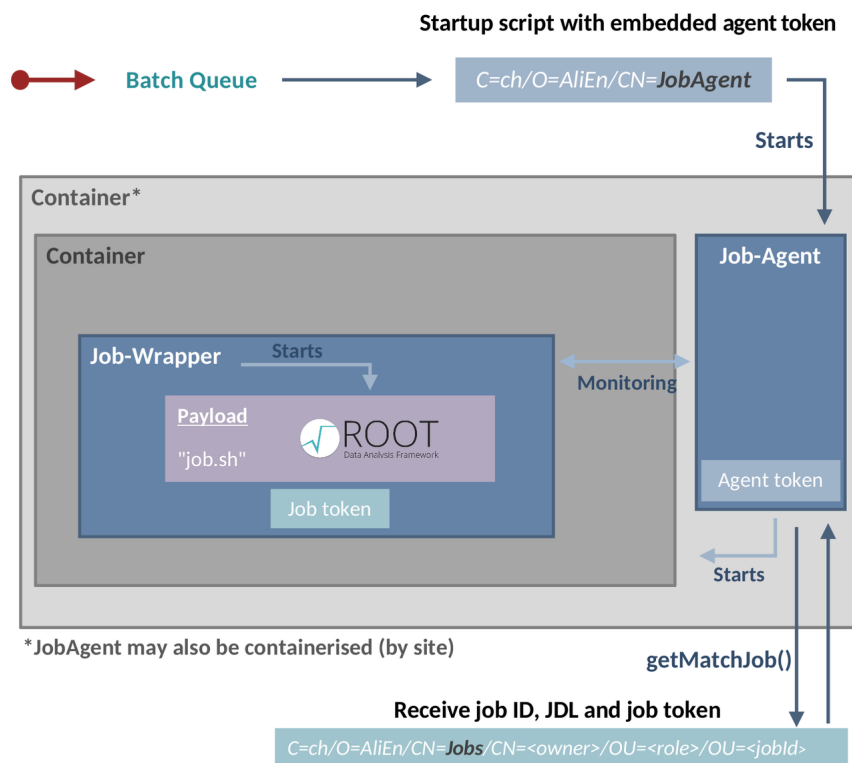 Startup script with embedded agent token
Batch Queue
C=ch/O=AliEn/CN=JobAgent
Starts
Container*
Container
Job-Agent
Job-Wrapper
Starts
Monitoring
Payload
"job.sh"
ROOT
Data Analysis Framework
Job token
Agent token
Starts
*JobAgent may also be containerised (by site)
getMatchJob()
Receive job ID, JDL and job token
C=ch/O=AliEn/CN=Jobs/CN=<owner>/OU=<role>/OU=<jobId>